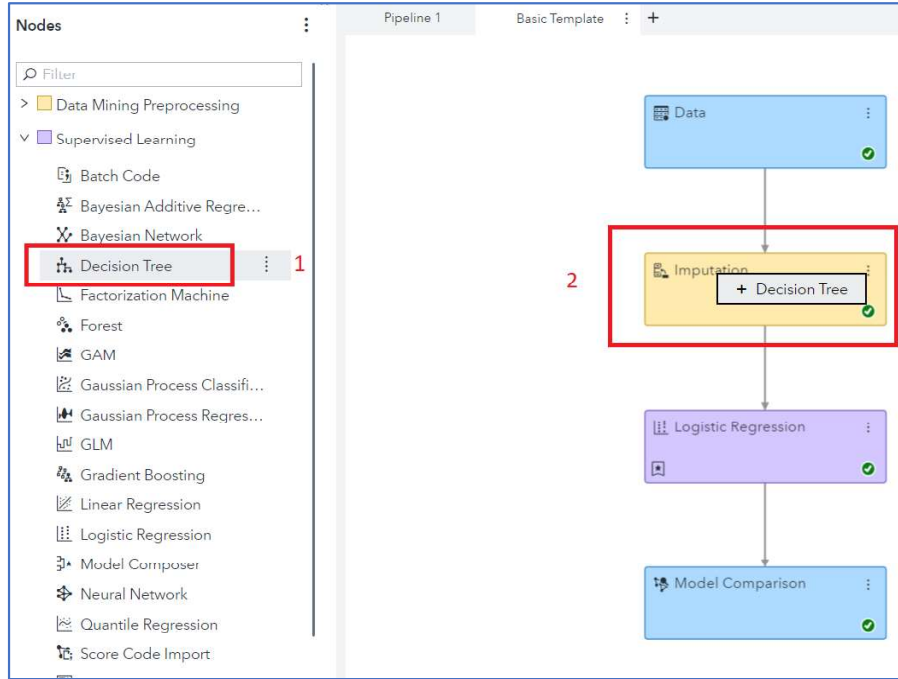 Nodes
Filter
Data Mining Preprocessing
Supervised Learning
Batch Code
Bayesian Additive Regre...
Bayesian Network
Decision Tree
1
Factorization Machine
Forest
GAM
Gaussian Process Classifi...
Gaussian Process Regres...
GLM
Gradient Boosting
Linear Regression
Logistic Regression
Model Composer
Neural Network
Quantile Regression
Score Code Import
Pipeline 1
Basic Template
+
Data
2
Imputation
+ Decision Tree
Logistic Regression
Model Comparison